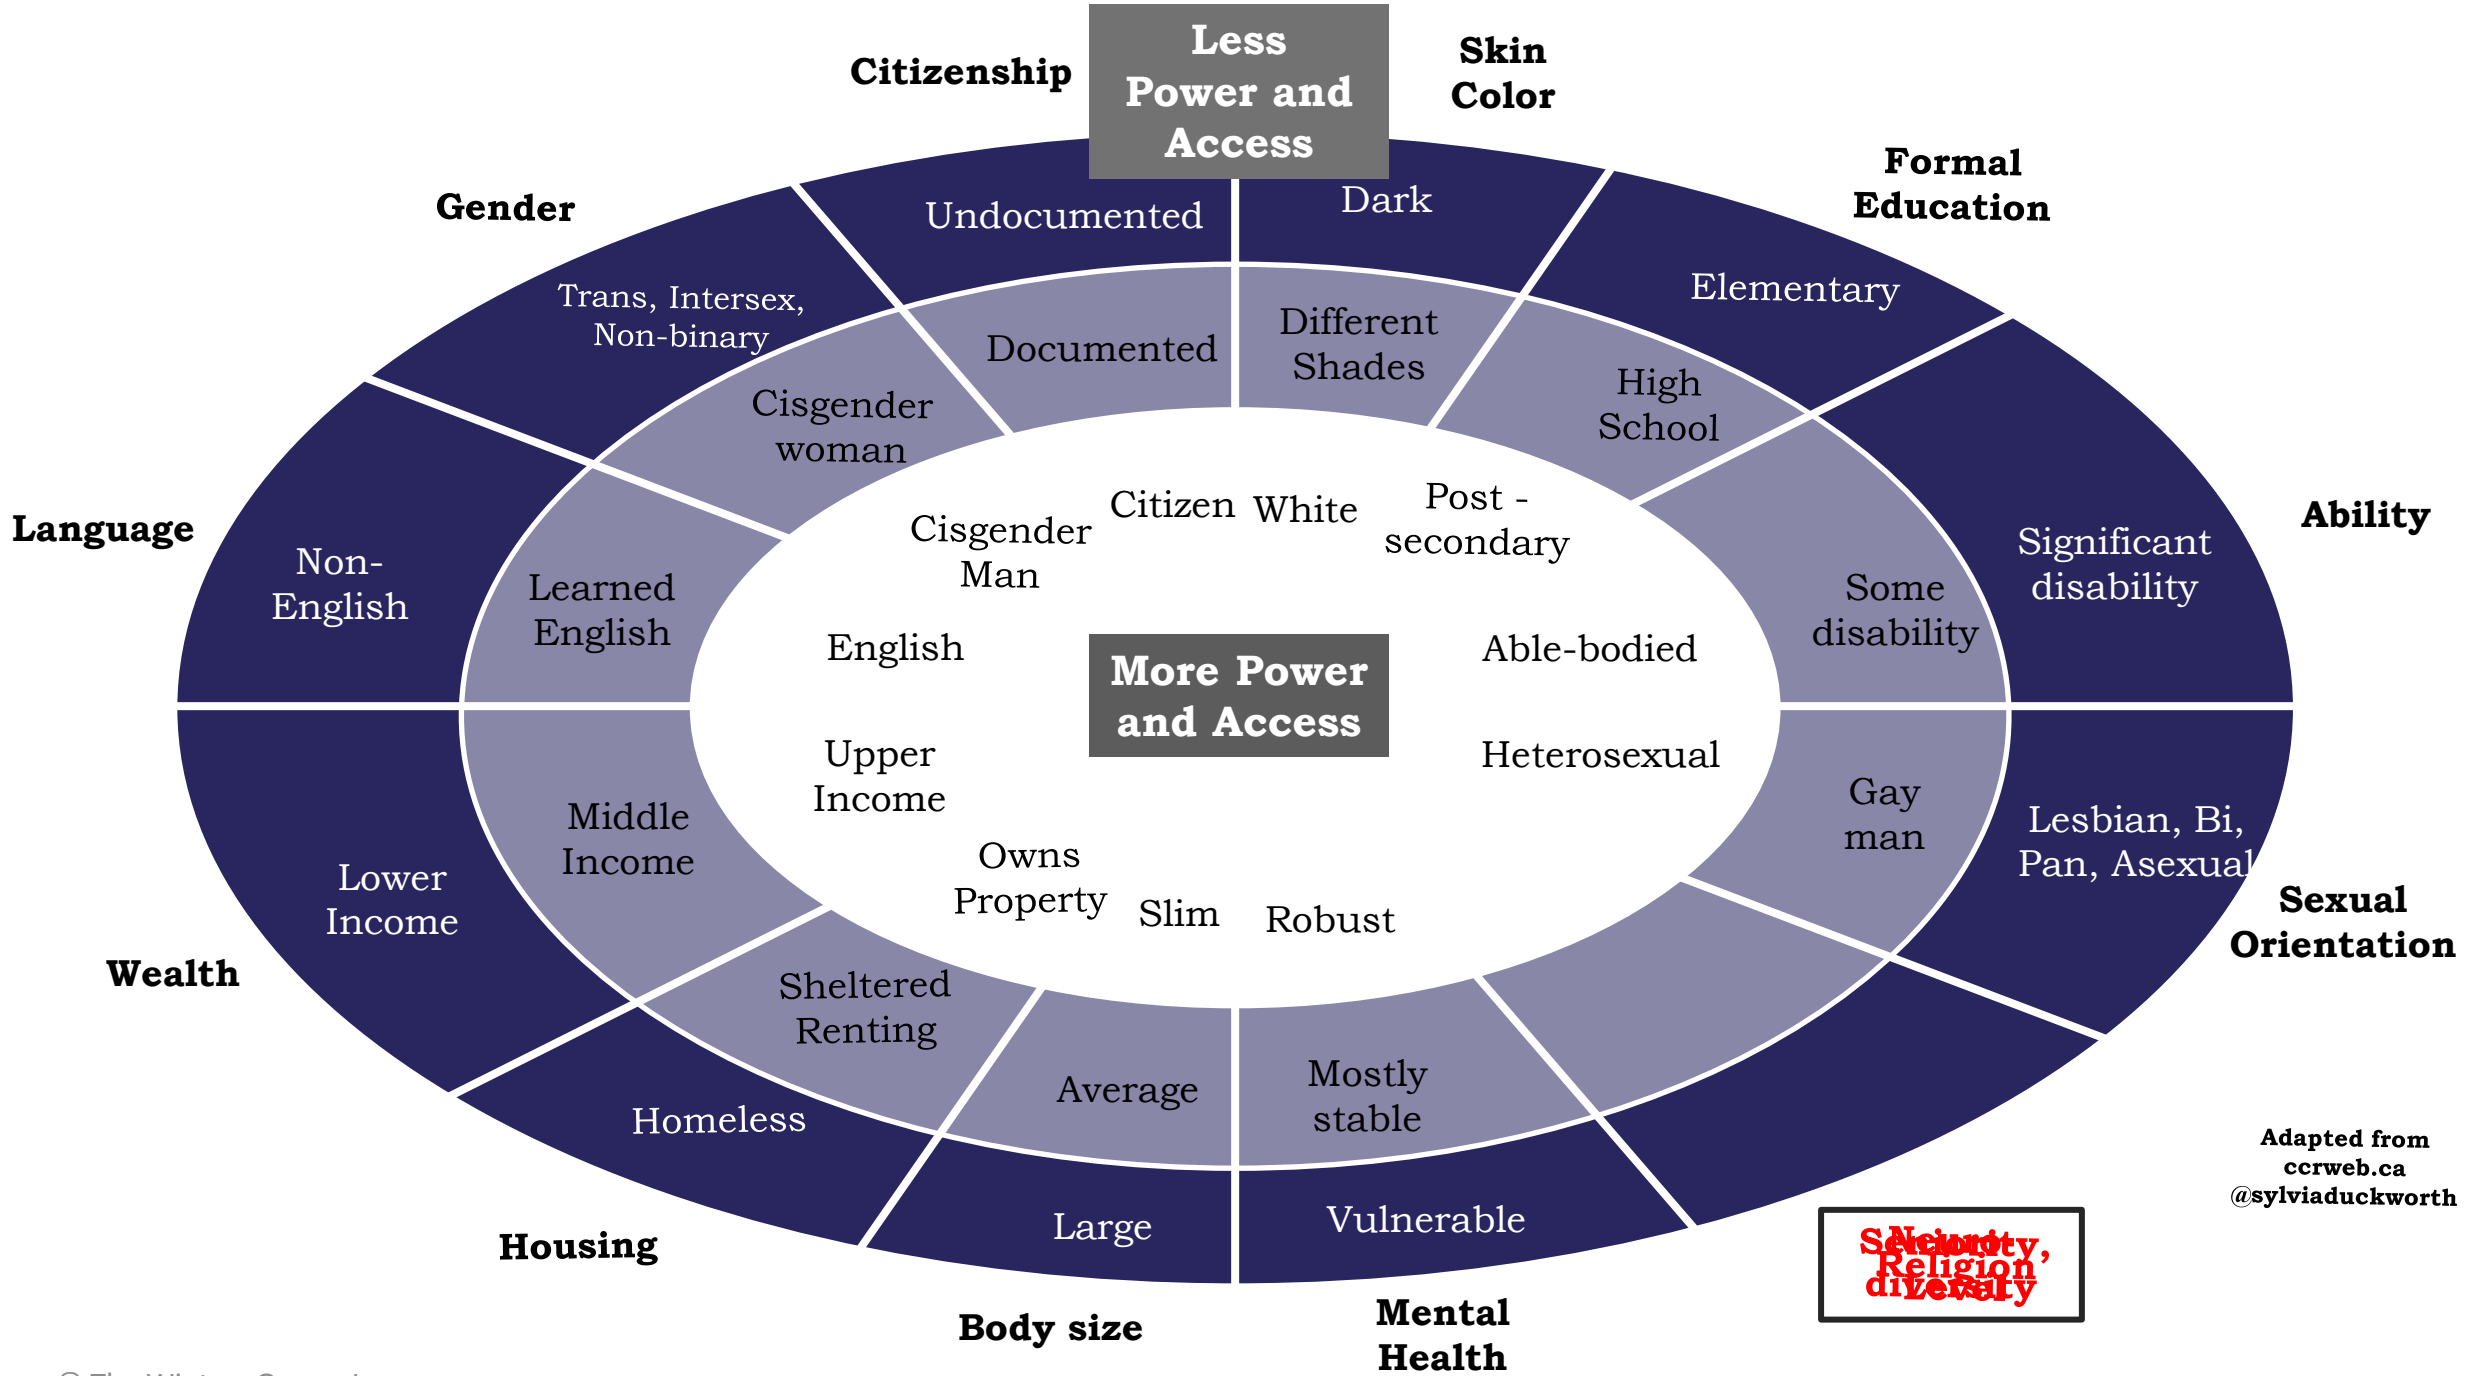 Less
Power and
Access
Citizenship
Skin
Color
Formal
Education
Gender
Undocumented
Dark
Elementary
Trans, Intersex,
Non-binary
Documented
Different
Shades
High
School
Cisgender
woman
Language
Ability
Non-
English
Learned
English
Cisgender
Man
Citizen
White
Post -
secondary
Some
disability
Significant
disability
English
Able-bodied
More Power
and Access
Upper
Income
Heterosexual
Middle
Income
Gay
man
Lesbian, Bi,
Pan, Asexual
Lower
Income
Owns
Property
Slim
Robust
Sexual
Orientation
Wealth
Sheltered
Renting
Average
Mostly
stable
Homeless
Large
Vulnerable
Adapted from
ccrweb.ca
@sylviaduckworth
Housing
Religion
Body size
Mental
Health